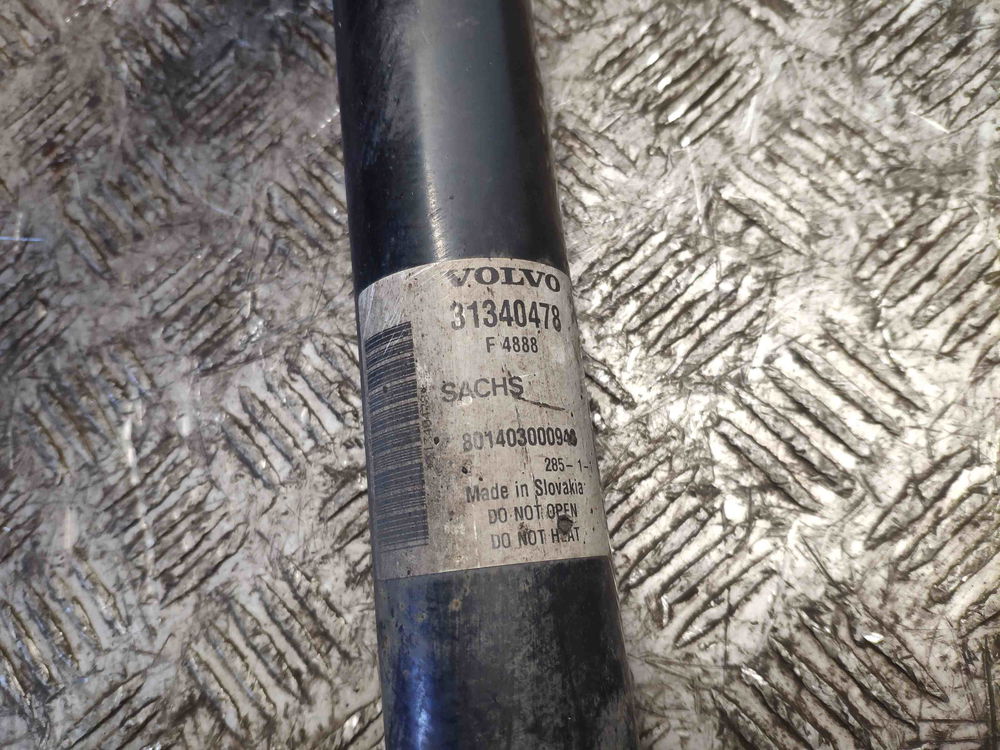 VOLVO
31340478
F 4888
SACHS
285-1-
Made in Slovakia
DO NOT OPEN
DO NOT HEAT